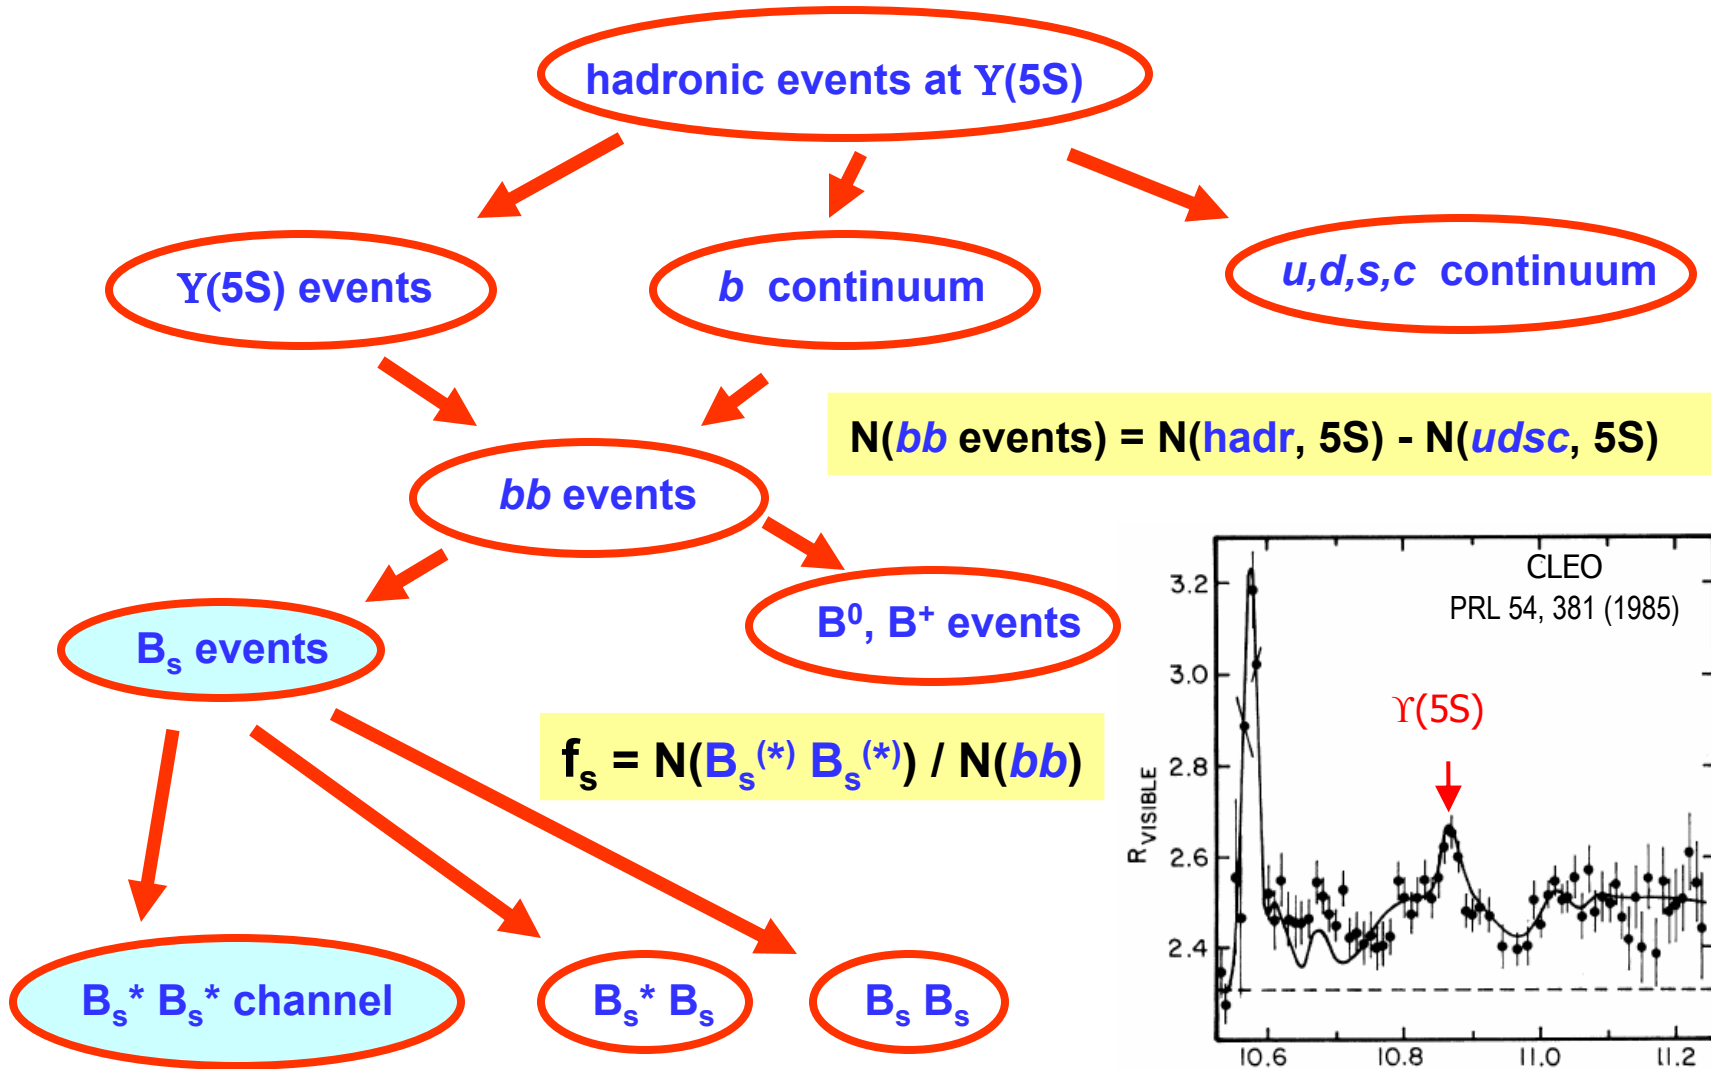 hadronic events at ϒ(5S)
ϒ(5S) events
b continuum
u,d,s,c continuum
N(bb events) = N(hadr, 5S) - N(udsc, 5S)
bb events
B⁰, B⁺ events
Bₛ events
fₛ = N(Bₛ⁽*⁾ Bₛ⁽*⁾) / N(bb)
Bₛ* Bₛ* channel
Bₛ* Bₛ
Bₛ Bₛ
CLEO
PRL 54, 381 (1985)
ϒ(5S)
R VISIBLE
3.2
3.0
2.8
2.6
2.4
10.6 10.8 11.0 11.2